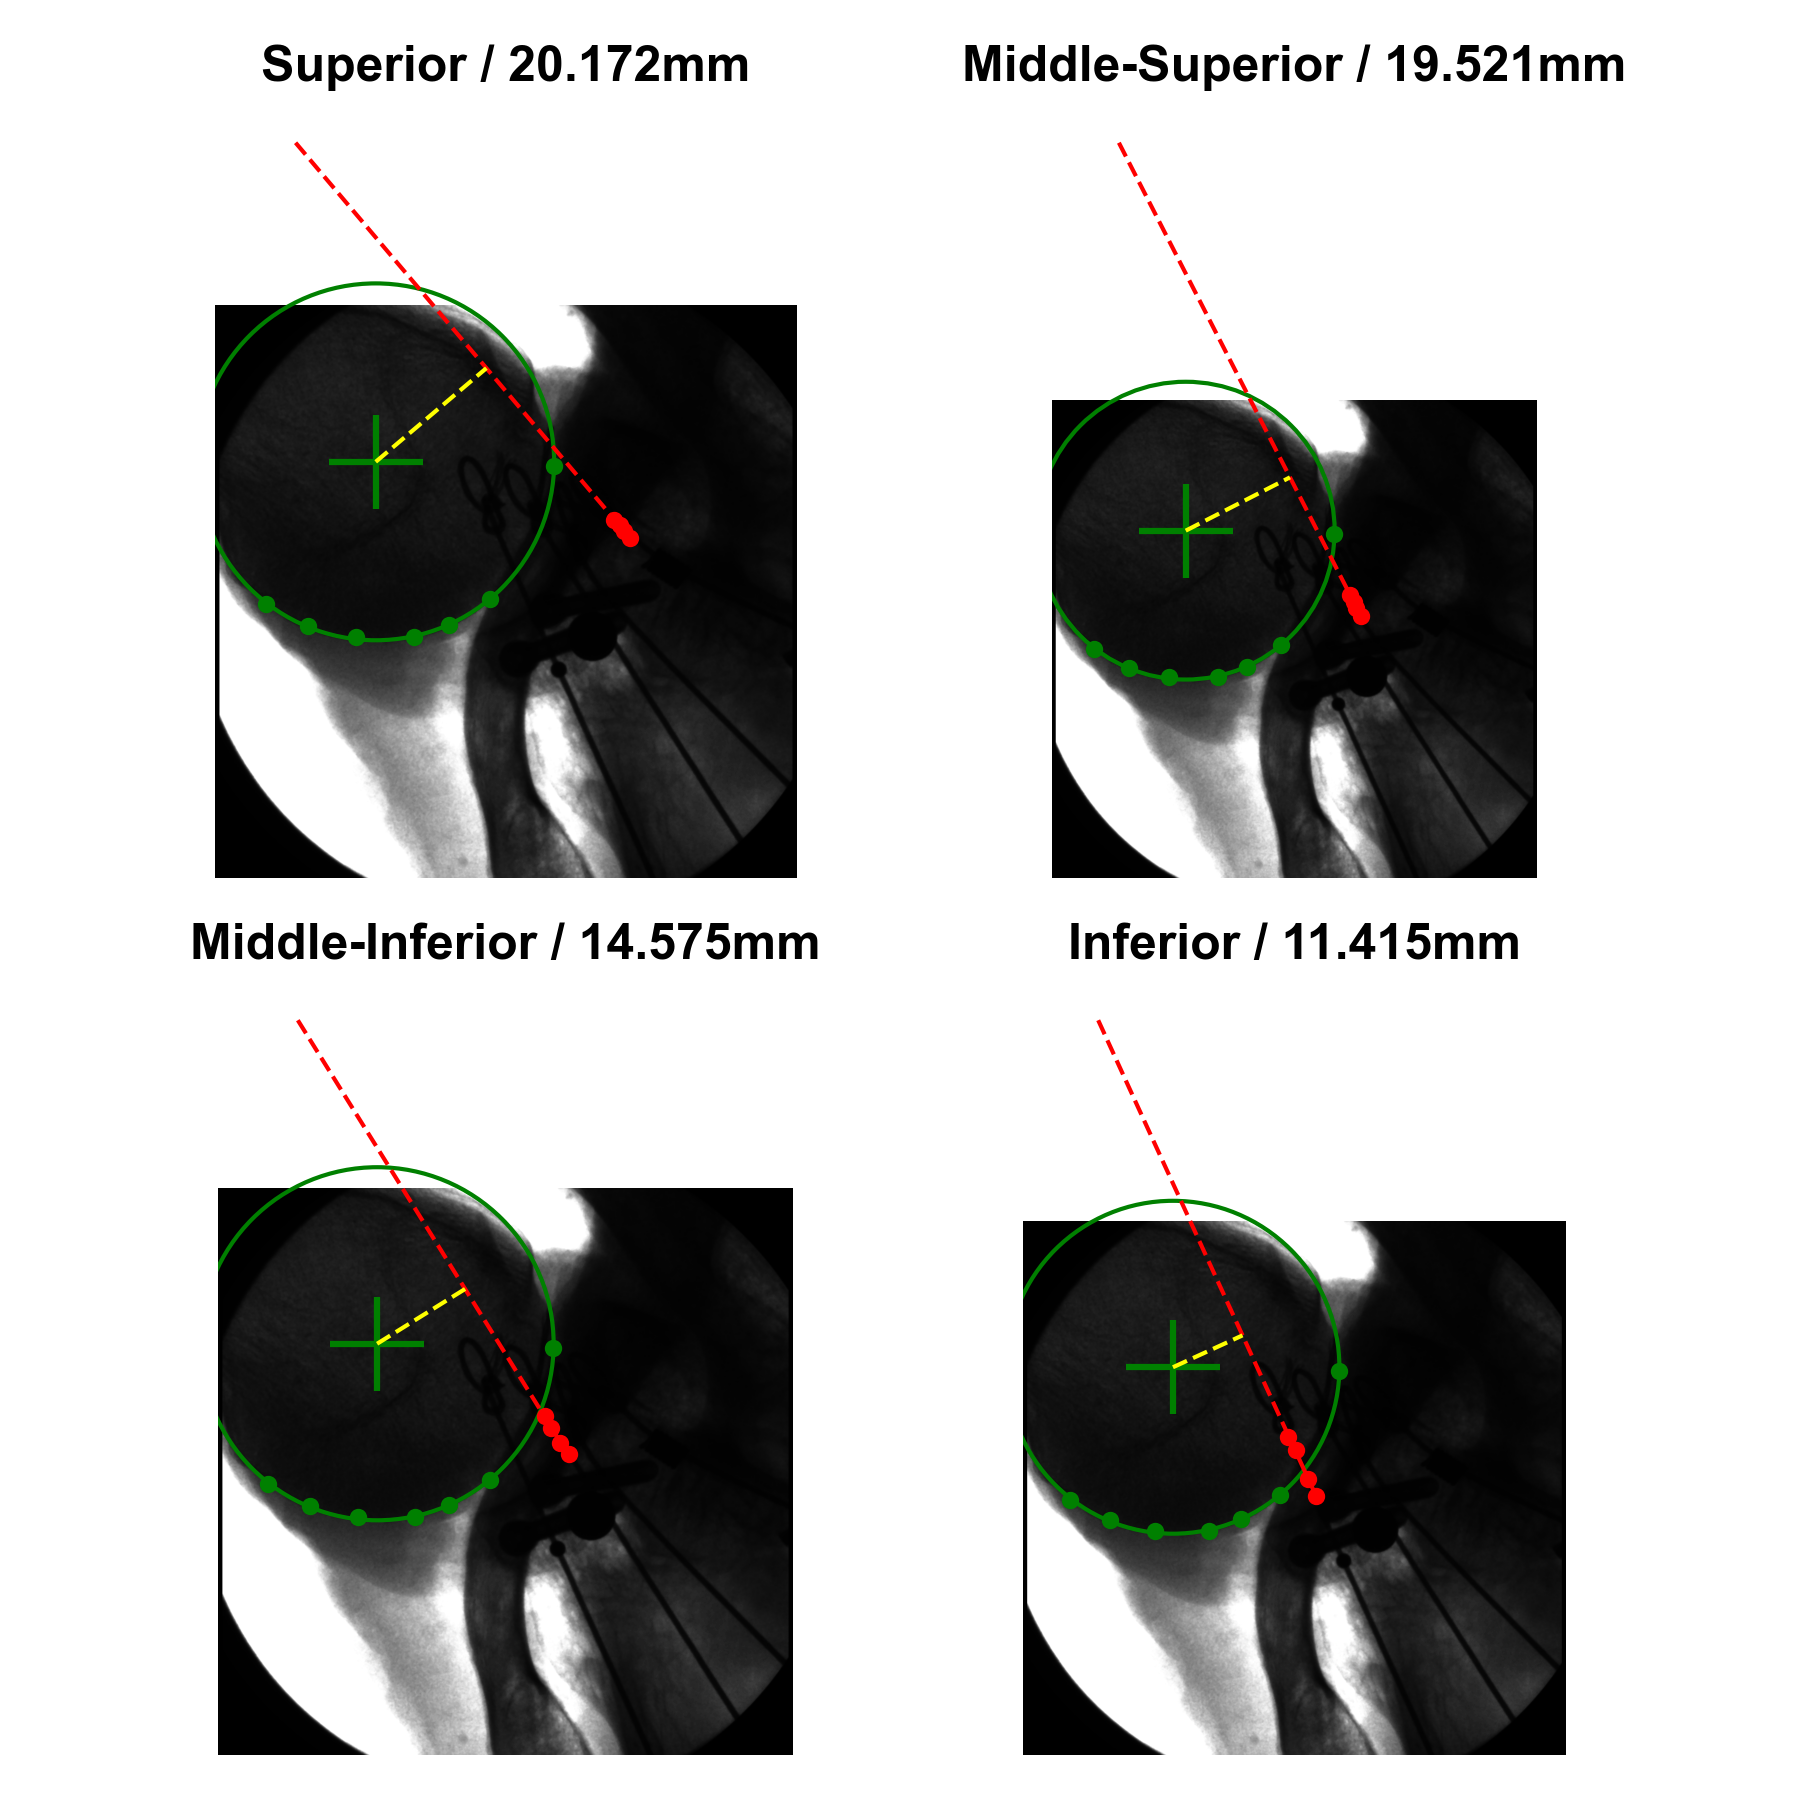 Superior / 20.172mm
Middle-Superior / 19.521mm
Middle-Inferior / 14.575mm
Inferior / 11.415mm